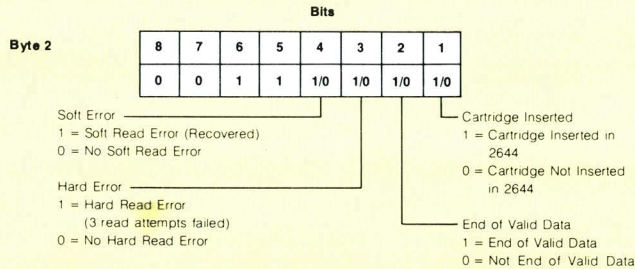 Bits
Byte 2
8 7 6 5 4 3 2 1
0 0 1 1 1/0 1/0 1/0 1/0
Soft Error
1 = Soft Read Error (Recovered)
0 = No Soft Read Error
Hard Error
1 = Hard Read Error
(3 read attempts failed)
0 = No Hard Read Error
Cartridge Inserted
1 = Cartridge Inserted in
2644
0 = Cartridge Not Inserted
in 2644
End of Valid Data
1 = End of Valid Data
0 = Not End of Valid Data